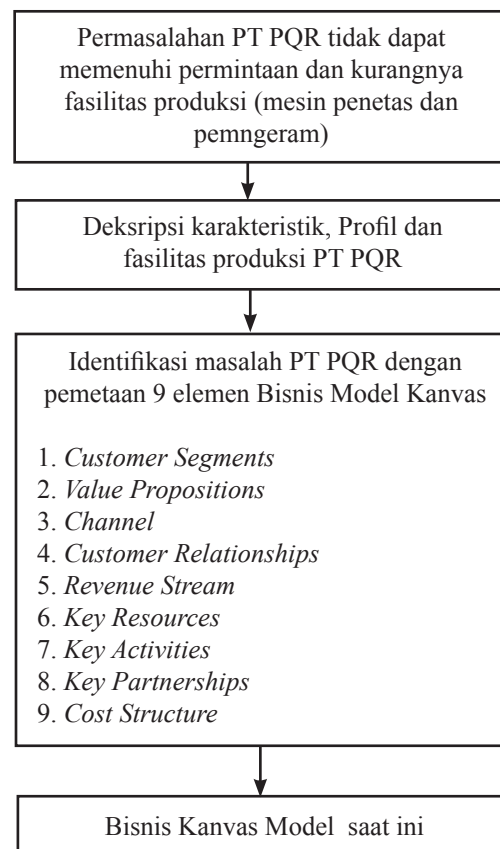 Permasalahan PT PQR tidak dapat
memenuhi permintaan dan kurangnya
fasilitas produksi (mesin penetas dan
pemngeram)
Deksripsi karakteristik, Profil dan
fasilitas produksi PT PQR
Identifikasi masalah PT PQR dengan
pemetaan 9 elemen Bisnis Model Kanvas
1. Customer Segments
2. Value Propositions
3. Channel
4. Customer Relationships
5. Revenue Stream
6. Key Resources
7. Key Activities
8. Key Partnerships
9. Cost Structure
Bisnis Kanvas Model saat ini